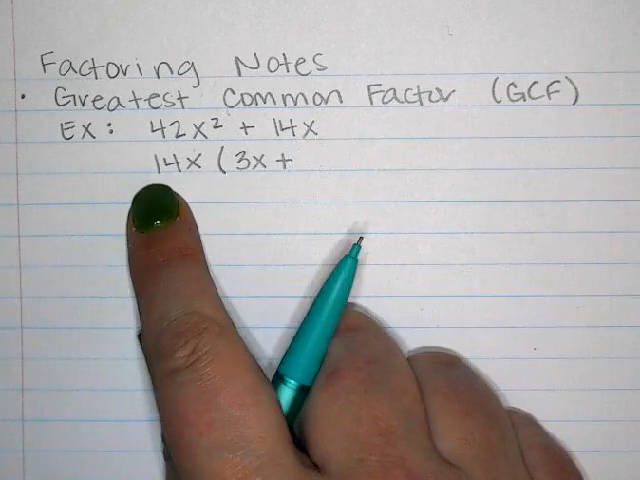 Factoring Notes
• Greatest Common Factor (GCF)
Ex: 42x² + 14x
14x (3x +